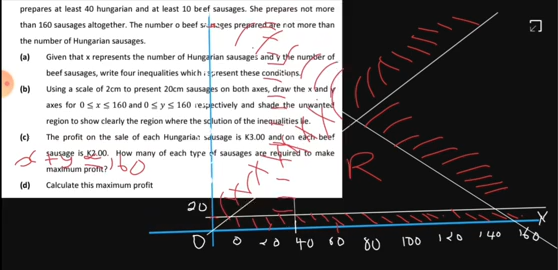 prepares at least 40 hungarian and at least 10 beef sausages. She prepares not more
than 160 sausages altogether. The number o beef sausages prepared are not more than
the number of Hungarian sausages.
(a) Given that x represents the number of Hungarian sausages and y the number of
beef sausages, write four inequalities which represent these conditions.
(b) Using a scale of 2cm to present 20cm sausages on both axes, draw the x and y
axes for 0 ≤ x ≤ 160 and 0 ≤ y ≤ 160 respectively and shade the unwanted
region to show clearly the region where the solution of the inequalities lie.
(c) The profit on the sale of each Hungarian sausage is K3.00 and on each beef
sausage is K2.00. How many of each type of sausages are required to make
maximum profit?
(d) Calculate this maximum profit
R
20
X
0 20 40 60 80 100 120 140 160